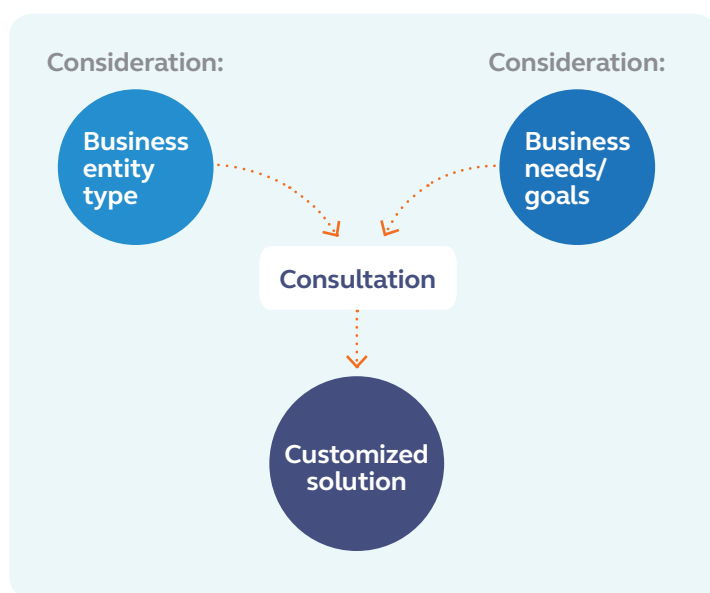 Consideration:
Business
entity
type
Consideration:
Business
needs/
goals
Consultation
Customized
solution